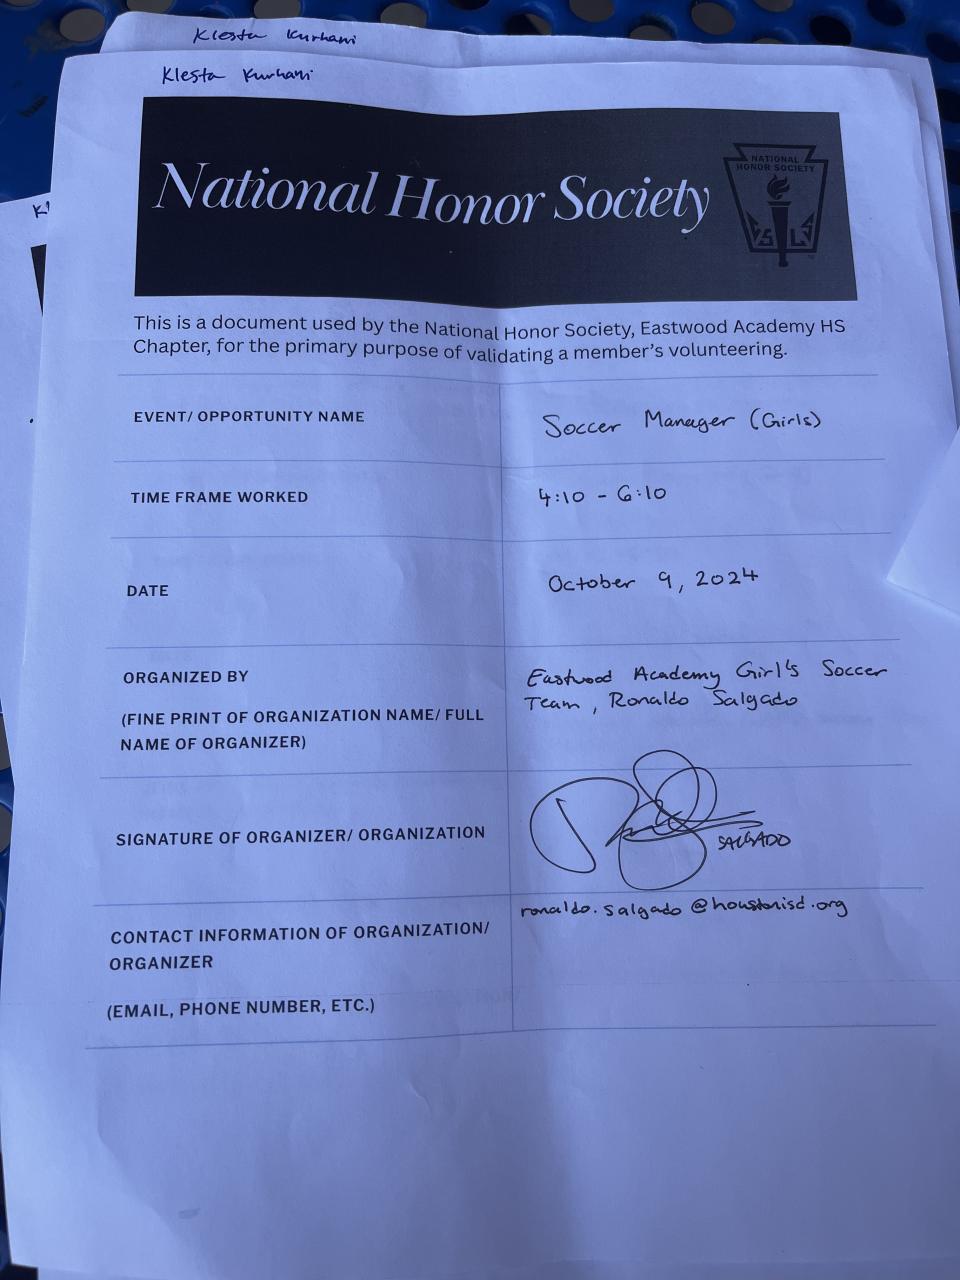 Klesta Kurhani
Klesta Kurhani
Kl
National Honor Society
NATIONAL
HONOR SOCIETY
C S L S
This is a document used by the National Honor Society, Eastwood Academy HS
Chapter, for the primary purpose of validating a member's volunteering.
EVENT/ OPPORTUNITY NAME
Soccer Manager (Girls)
TIME FRAME WORKED
4:10 - 6:10
DATE
October 9, 2024
ORGANIZED BY
(FINE PRINT OF ORGANIZATION NAME/ FULL
NAME OF ORGANIZER)
Eastwood Academy Girl's Soccer
Team, Ronaldo Salgado
SIGNATURE OF ORGANIZER/ ORGANIZATION
SALGADO
CONTACT INFORMATION OF ORGANIZATION/
ORGANIZER
(EMAIL, PHONE NUMBER, ETC.)
ronaldo.salgado@houstonisd.org